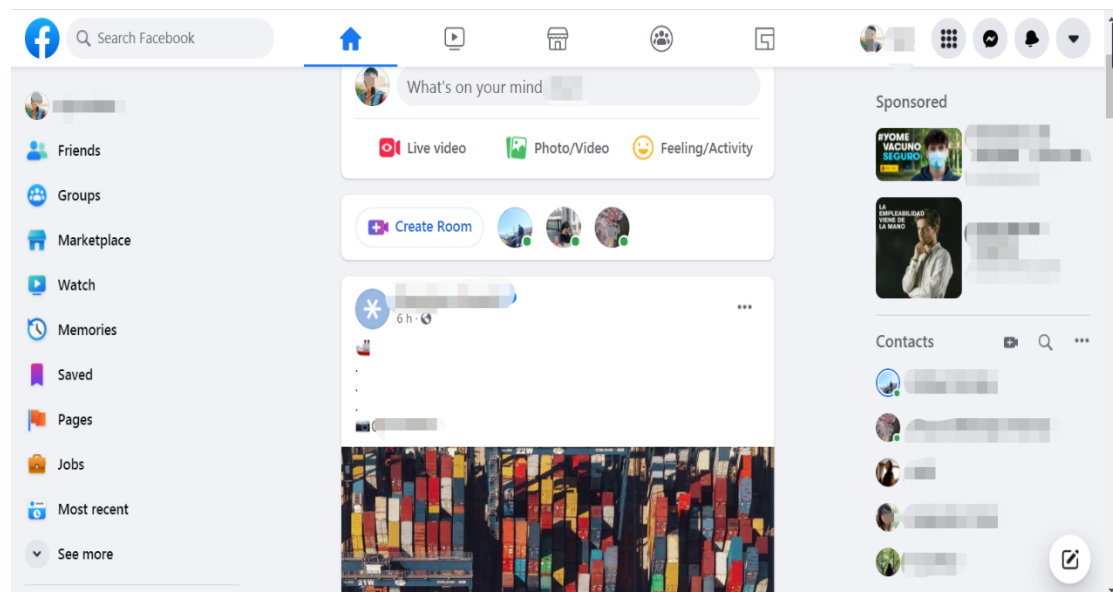 Search Facebook
Friends
Groups
Marketplace
Watch
Memories
Saved
Pages
Jobs
Most recent
See more
What's on your mind
Live video
Photo/Video
Feeling/Activity
Create Room
6 h ·
.
.
.
22W
21W
Sponsored
#YOME
VACUNO
SEGURO
LA
EMPLEABILIDAD
VIENE DE
LA MANO
Contacts